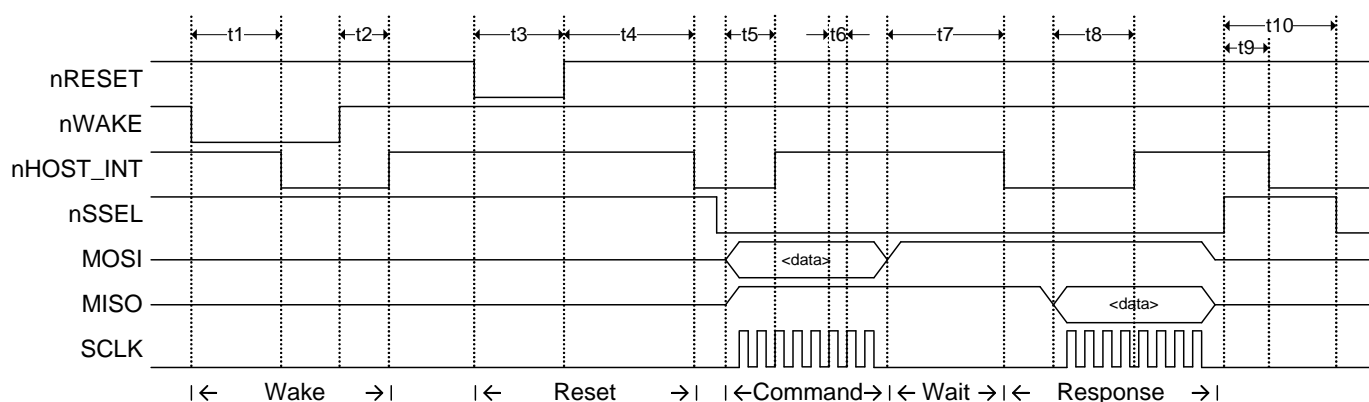 t10
t1 t2 t3 t4 t5 t6 t7 t8
t9
nRESET
nWAKE
nHOST_INT
nSSEL
MOSI <data>
MISO <data>
SCLK
Wake Reset Command Wait Response